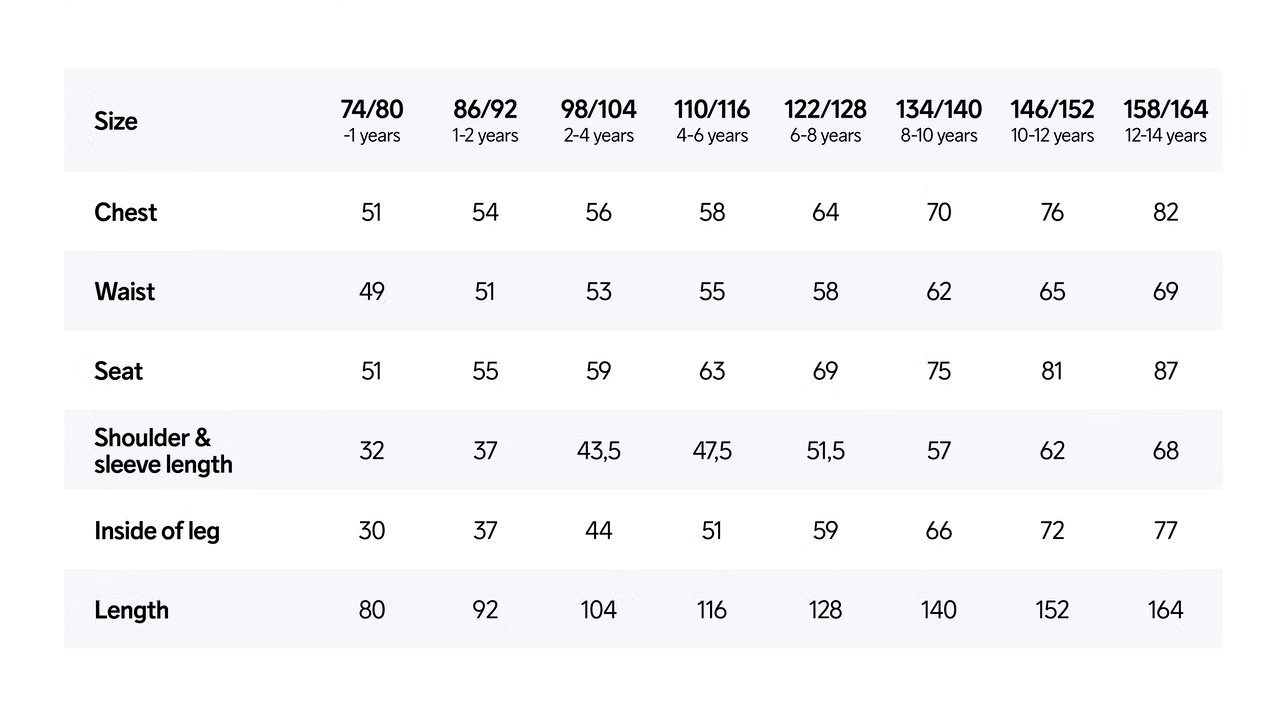 Size 74/80 86/92 98/104 110/116 122/128 134/140 146/152 158/164
-1 years 1-2 years 2-4 years 4-6 years 6-8 years 8-10 years 10-12 years 12-14 years
Chest 51 54 56 58 64 70 76 82
Waist 49 51 53 55 58 62 65 69
Seat 51 55 59 63 69 75 81 87
Shoulder &
sleeve length 32 37 43,5 47,5 51,5 57 62 68
Inside of leg 30 37 44 51 59 66 72 77
Length 80 92 104 116 128 140 152 164